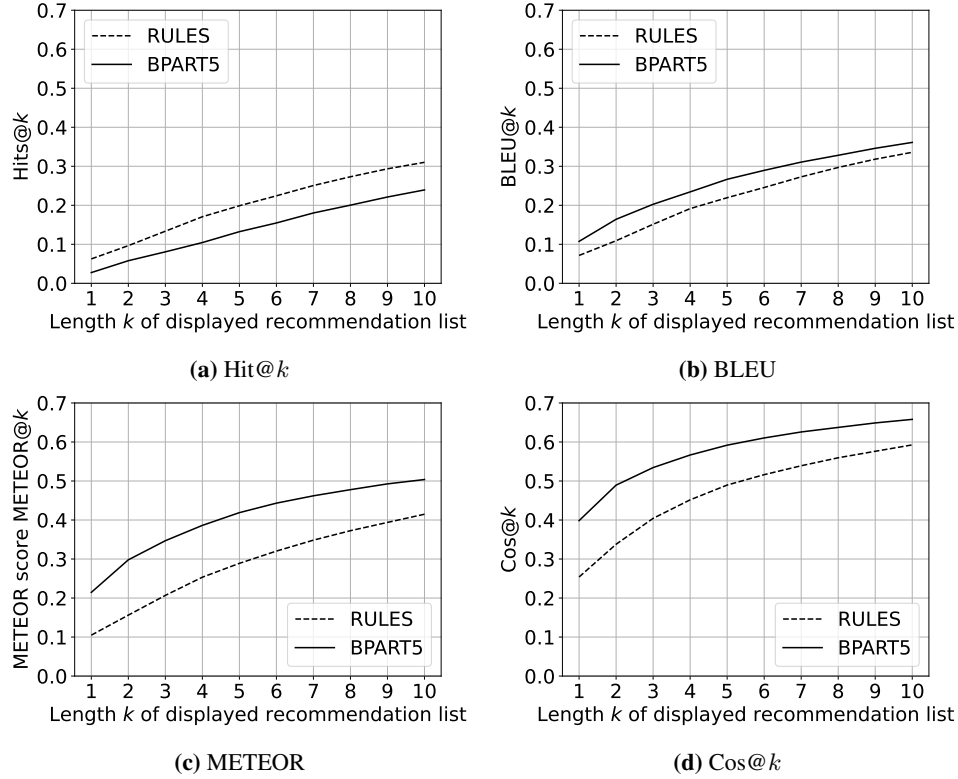 0.7
0.6
0.5
0.4
0.3
0.2
0.1
0.0
Hits@k
RULES
BPART5
1 2 3 4 5 6 7 8 9 10
Length k of displayed recommendation list
(a) Hit@k
0.7
0.6
0.5
0.4
0.3
0.2
0.1
0.0
BLEU@k
RULES
BPART5
1 2 3 4 5 6 7 8 9 10
Length k of displayed recommendation list
(b) BLEU
0.7
0.6
0.5
0.4
0.3
0.2
0.1
0.0
METEOR score METEOR@k
RULES
BPART5
1 2 3 4 5 6 7 8 9 10
Length k of displayed recommendation list
(c) METEOR
0.7
0.6
0.5
0.4
0.3
0.2
0.1
0.0
Cos@k
RULES
BPART5
1 2 3 4 5 6 7 8 9 10
Length k of displayed recommendation list
(d) Cos@k